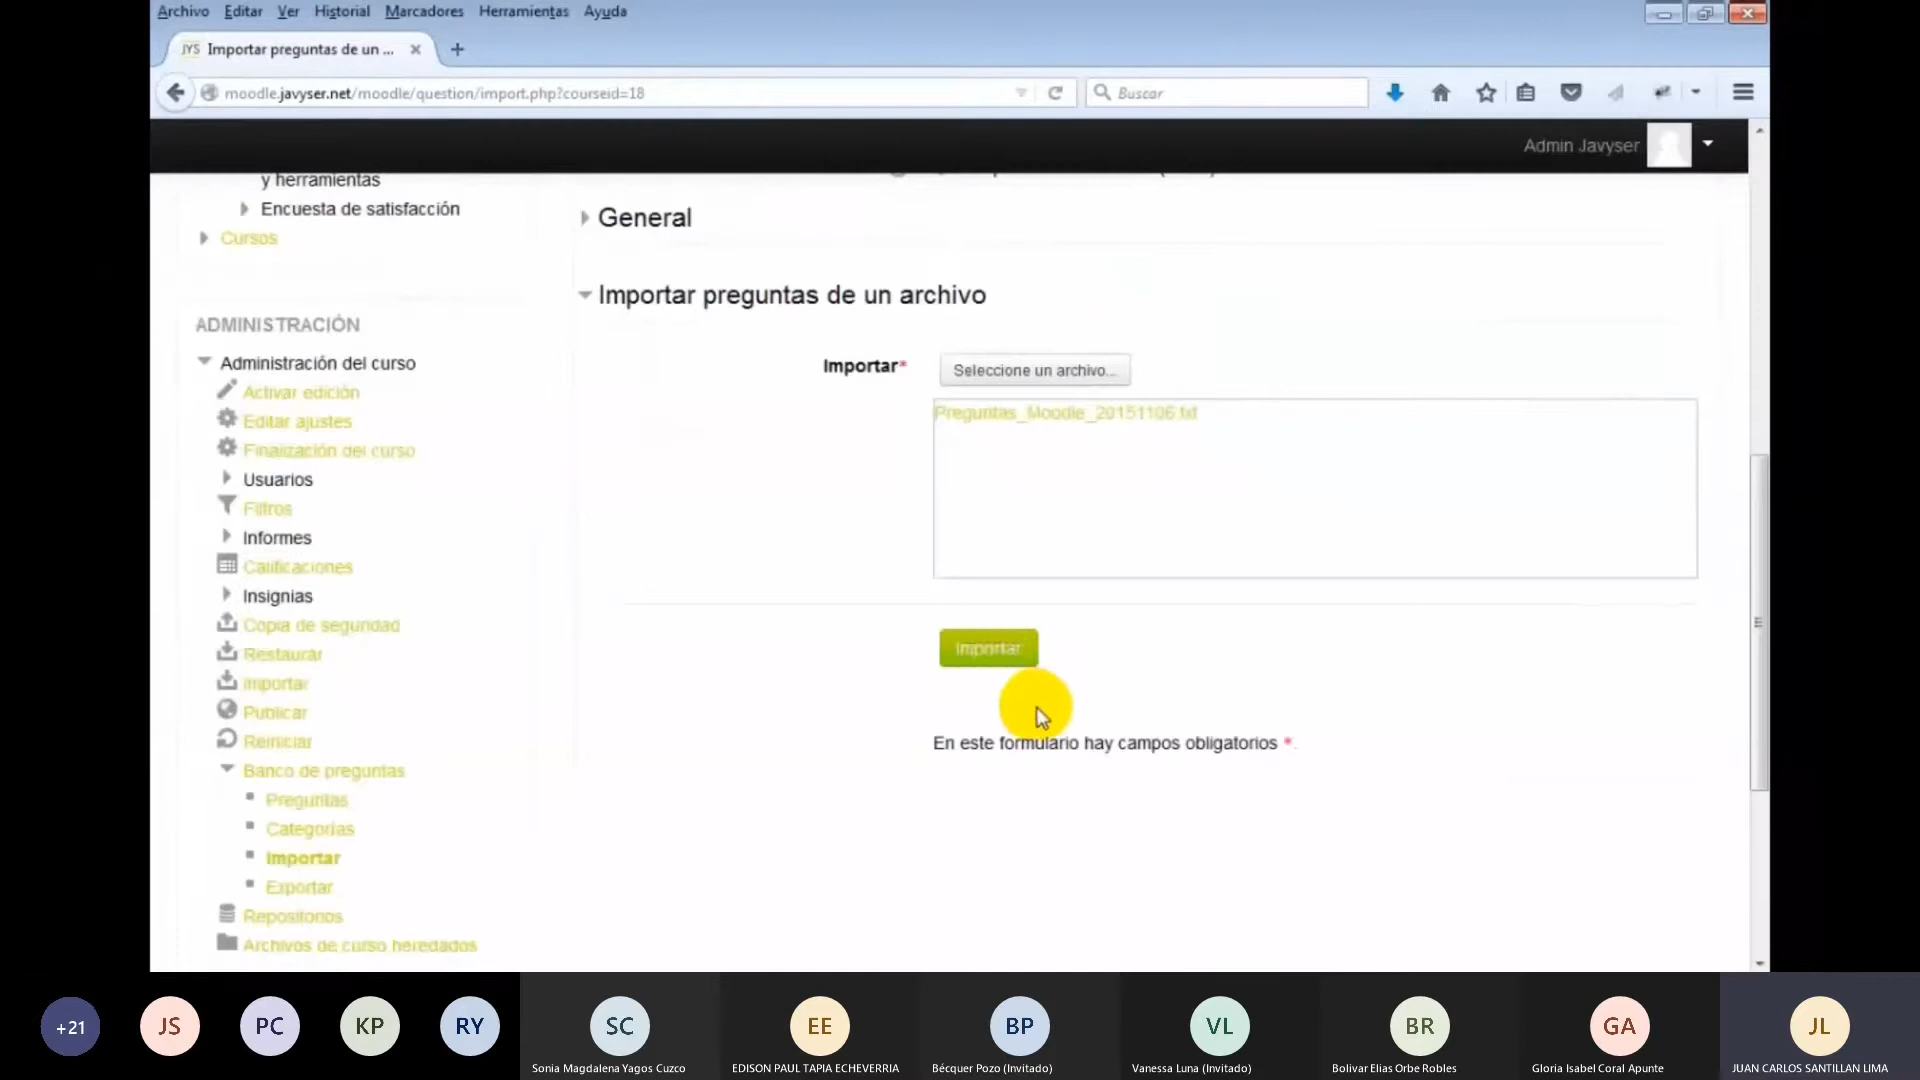 Archivo Editar Ver Historial Marcadores Herramientas Ayuda
JYS Importar preguntas de un ...
moodle.javyser.net/moodle/question/import.php?courseid=18
Buscar
Admin Javyser
y herramientas
Encuesta de satisfacción
Cursos
General
Importar preguntas de un archivo
ADMINISTRACIÓN
Administración del curso
Activar edición
Editar ajustes
Finalización del curso
Usuarios
Filtros
Informes
Calificaciones
Insignias
Copia de seguridad
Restaurar
Importar
Publicar
Reiniciar
Banco de preguntas
Preguntas
Categorías
Importar
Exportar
Repositorios
Archivos de curso heredados
Importar*
Seleccione un archivo...
Preguntas_Moodle_20151106.txt
Importar
En este formulario hay campos obligatorios *.
+21 JS PC KP RY SC EE BP VL BR GA JL
Sonia Magdalena Yagos Cuzco
EDISON PAUL TAPIA ECHEVERRIA
Bécquer Pozo (Invitado)
Vanessa Luna (Invitado)
Bolivar Elias Orbe Robles
Gloria Isabel Coral Apunte
JUAN CARLOS SANTILLAN LIMA